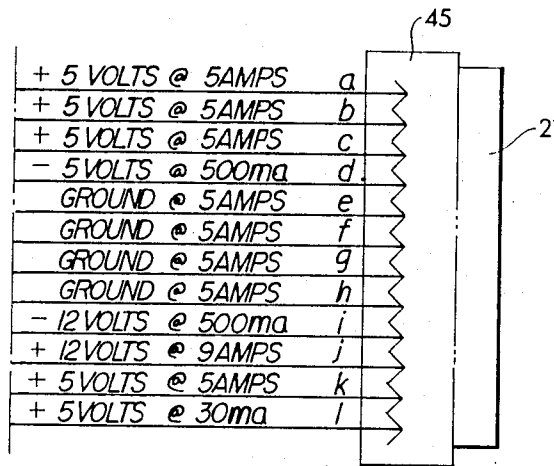 45
+ 5 VOLTS @ 5AMPS a
+ 5 VOLTS @ 5AMPS b
+ 5 VOLTS @ 5AMPS c
- 5 VOLTS @ 500ma d
GROUND @ 5AMPS e
GROUND @ 5AMPS f
GROUND @ 5AMPS g
GROUND @ 5AMPS h
- 12 VOLTS @ 500ma i
+ 12 VOLTS @ 9AMPS j
+ 5 VOLTS @ 5AMPS k
+ 5 VOLTS @ 30ma l